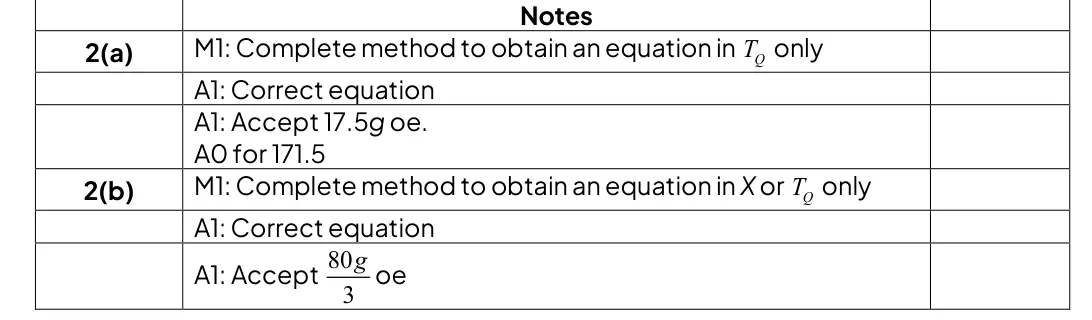 Notes
2(a) M1: Complete method to obtain an equation in T_Q only
A1: Correct equation
A1: Accept 17.5g oe.
A0 for 171.5
2(b) M1: Complete method to obtain an equation in X or T_Q only
A1: Correct equation
A1: Accept 80g/3 oe